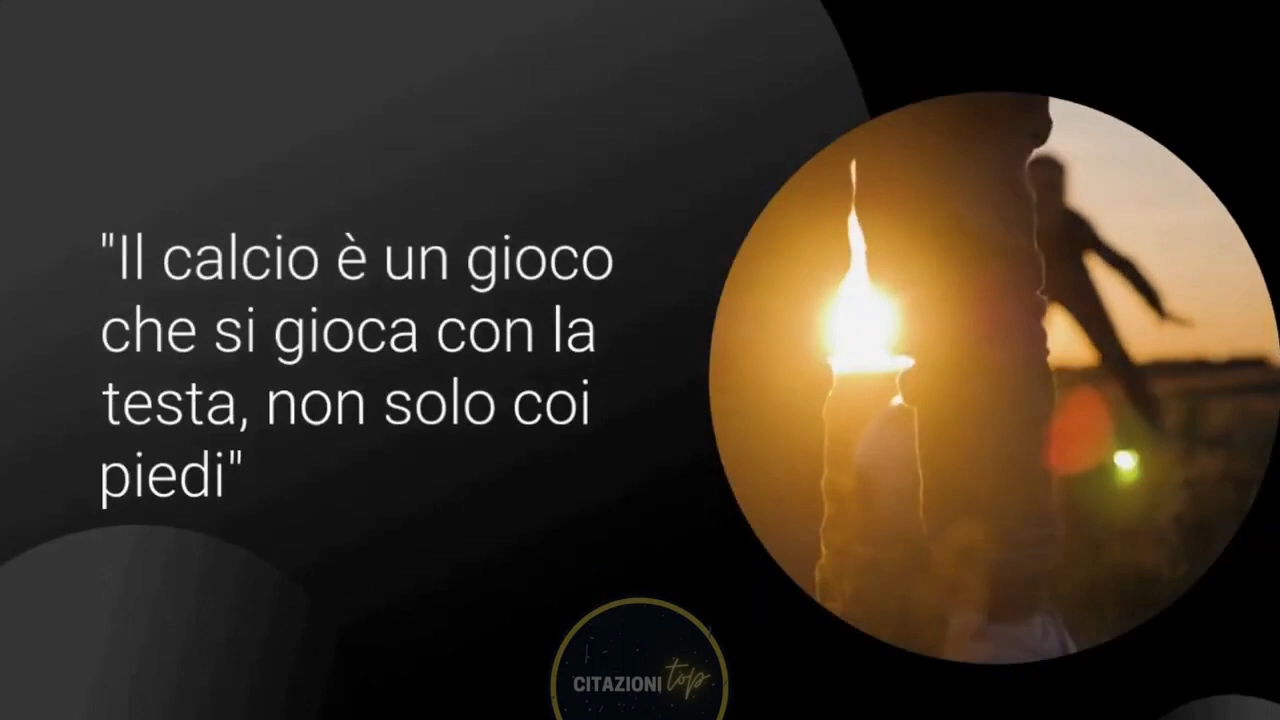 "Il calcio è un gioco
che si gioca con la
testa, non solo coi
piedi"
CITAZIONI top